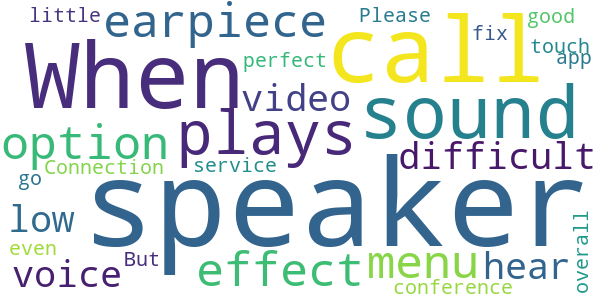 little earpiece Please good
When call fix touch
perfect app
video sound
plays
option difficult
Connection service
go speaker
low
even voice But effect menu hear
conference overall